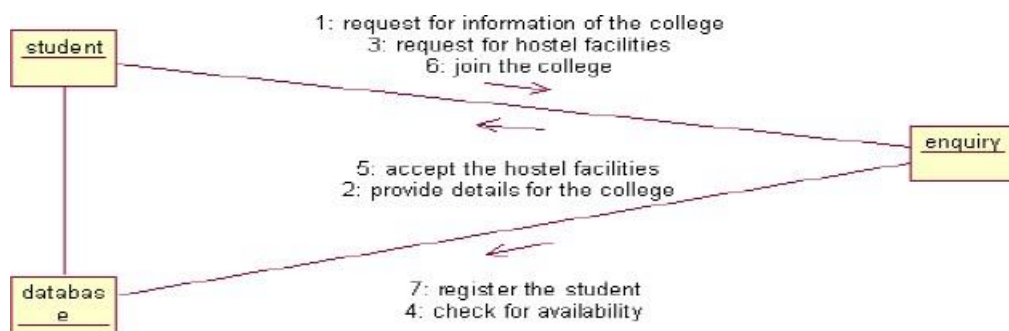 1: request for information of the college
3: request for hostel facilities
6: join the college
student
enquiry
5: accept the hostel facilities
2: provide details for the college
databas
e
7: register the student
4: check for availability